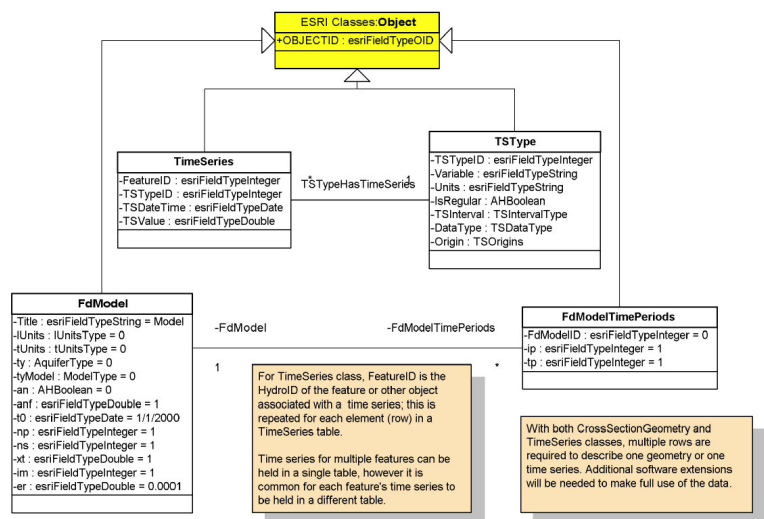 ESRI Classes:Object
+OBJECTID : esriFieldTypeOID
TimeSeries
-FeatureID : esriFieldTypeInteger
-TSTypeID : esriFieldTypeInteger
-TSDateTime : esriFieldTypeDate
-TSValue : esriFieldTypeDouble
*
1
TSTypeHasTimeSeries
TSType
-TSTypeID : esriFieldTypeInteger
-Variable : esriFieldTypeString
-Units : esriFieldTypeString
-IsRegular : AHBoolean
-TSInterval : TSIntervalType
-DataType : TSDataType
-Origin : TSOrigins
FdModel
-Title : esriFieldTypeString = Model
-lUnits : lUnitsType = 0
-tUnits : tUnitsType = 0
-ty : AquiferType = 0
-tyModel : ModelType = 0
-an : AHBoolean = 0
-anf : esriFieldTypeDouble = 1
-t0 : esriFieldTypeDate = 1/1/2000
-np : esriFieldTypeInteger = 1
-ns : esriFieldTypeInteger = 1
-xt : esriFieldTypeDouble = 1
-im : esriFieldTypeInteger = 1
-er : esriFieldTypeDouble = 0.0001
-FdModel
-FdModelTimePeriods
1
*
FdModelTimePeriods
-FdModelID : esriFieldTypeInteger = 0
-ip : esriFieldTypeInteger = 1
-tp : esriFieldTypeInteger = 1
For TimeSeries class, FeatureID is the
HydroID of the feature or other object
associated with a time series; this is
repeated for each element (row) in a
TimeSeries table.
Time series for multiple features can be
held in a single table, however it is
common for each feature's time series to
be held in a different table.
With both CrossSectionGeometry and
TimeSeries classes, multiple rows are
required to describe one geometry or one
time series. Additional software extensions
will be needed to make full use of the data.